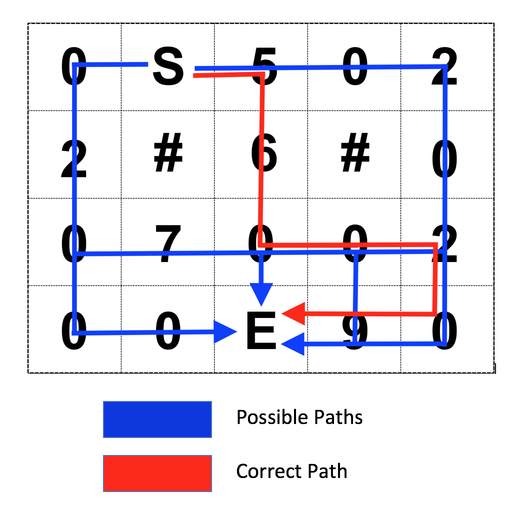 0 S 5 0 2
2 # 6 # 0
0 7 0 0 2
0 0 E 9 0
Possible Paths
Correct Path